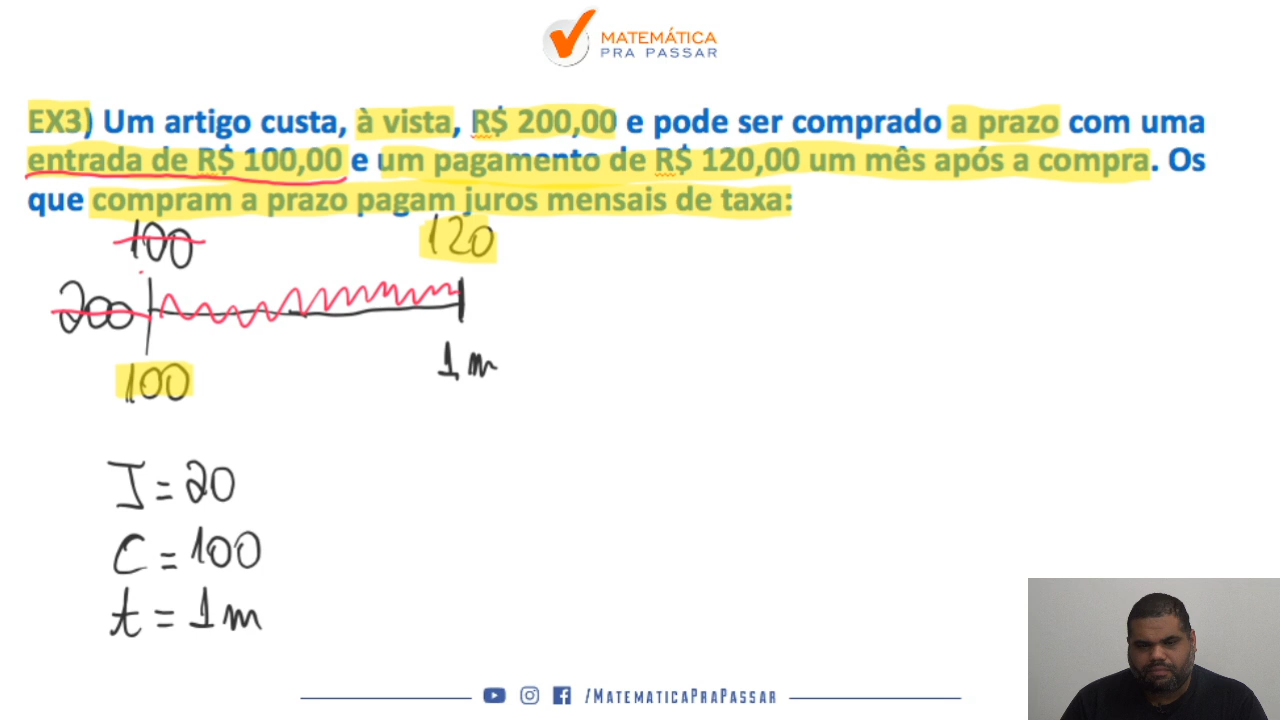 MATEMÁTICA
PRA PASSAR
EX3) Um artigo custa, à vista, R$ 200,00 e pode ser comprado a prazo com uma
entrada de R$ 100,00 e um pagamento de R$ 120,00 um mês após a compra. Os
que compram a prazo pagam juros mensais de taxa:
100 120
200
1 m
100
J = 20
C = 100
t = 1 m
/MATEMATICAPRAPASSAR